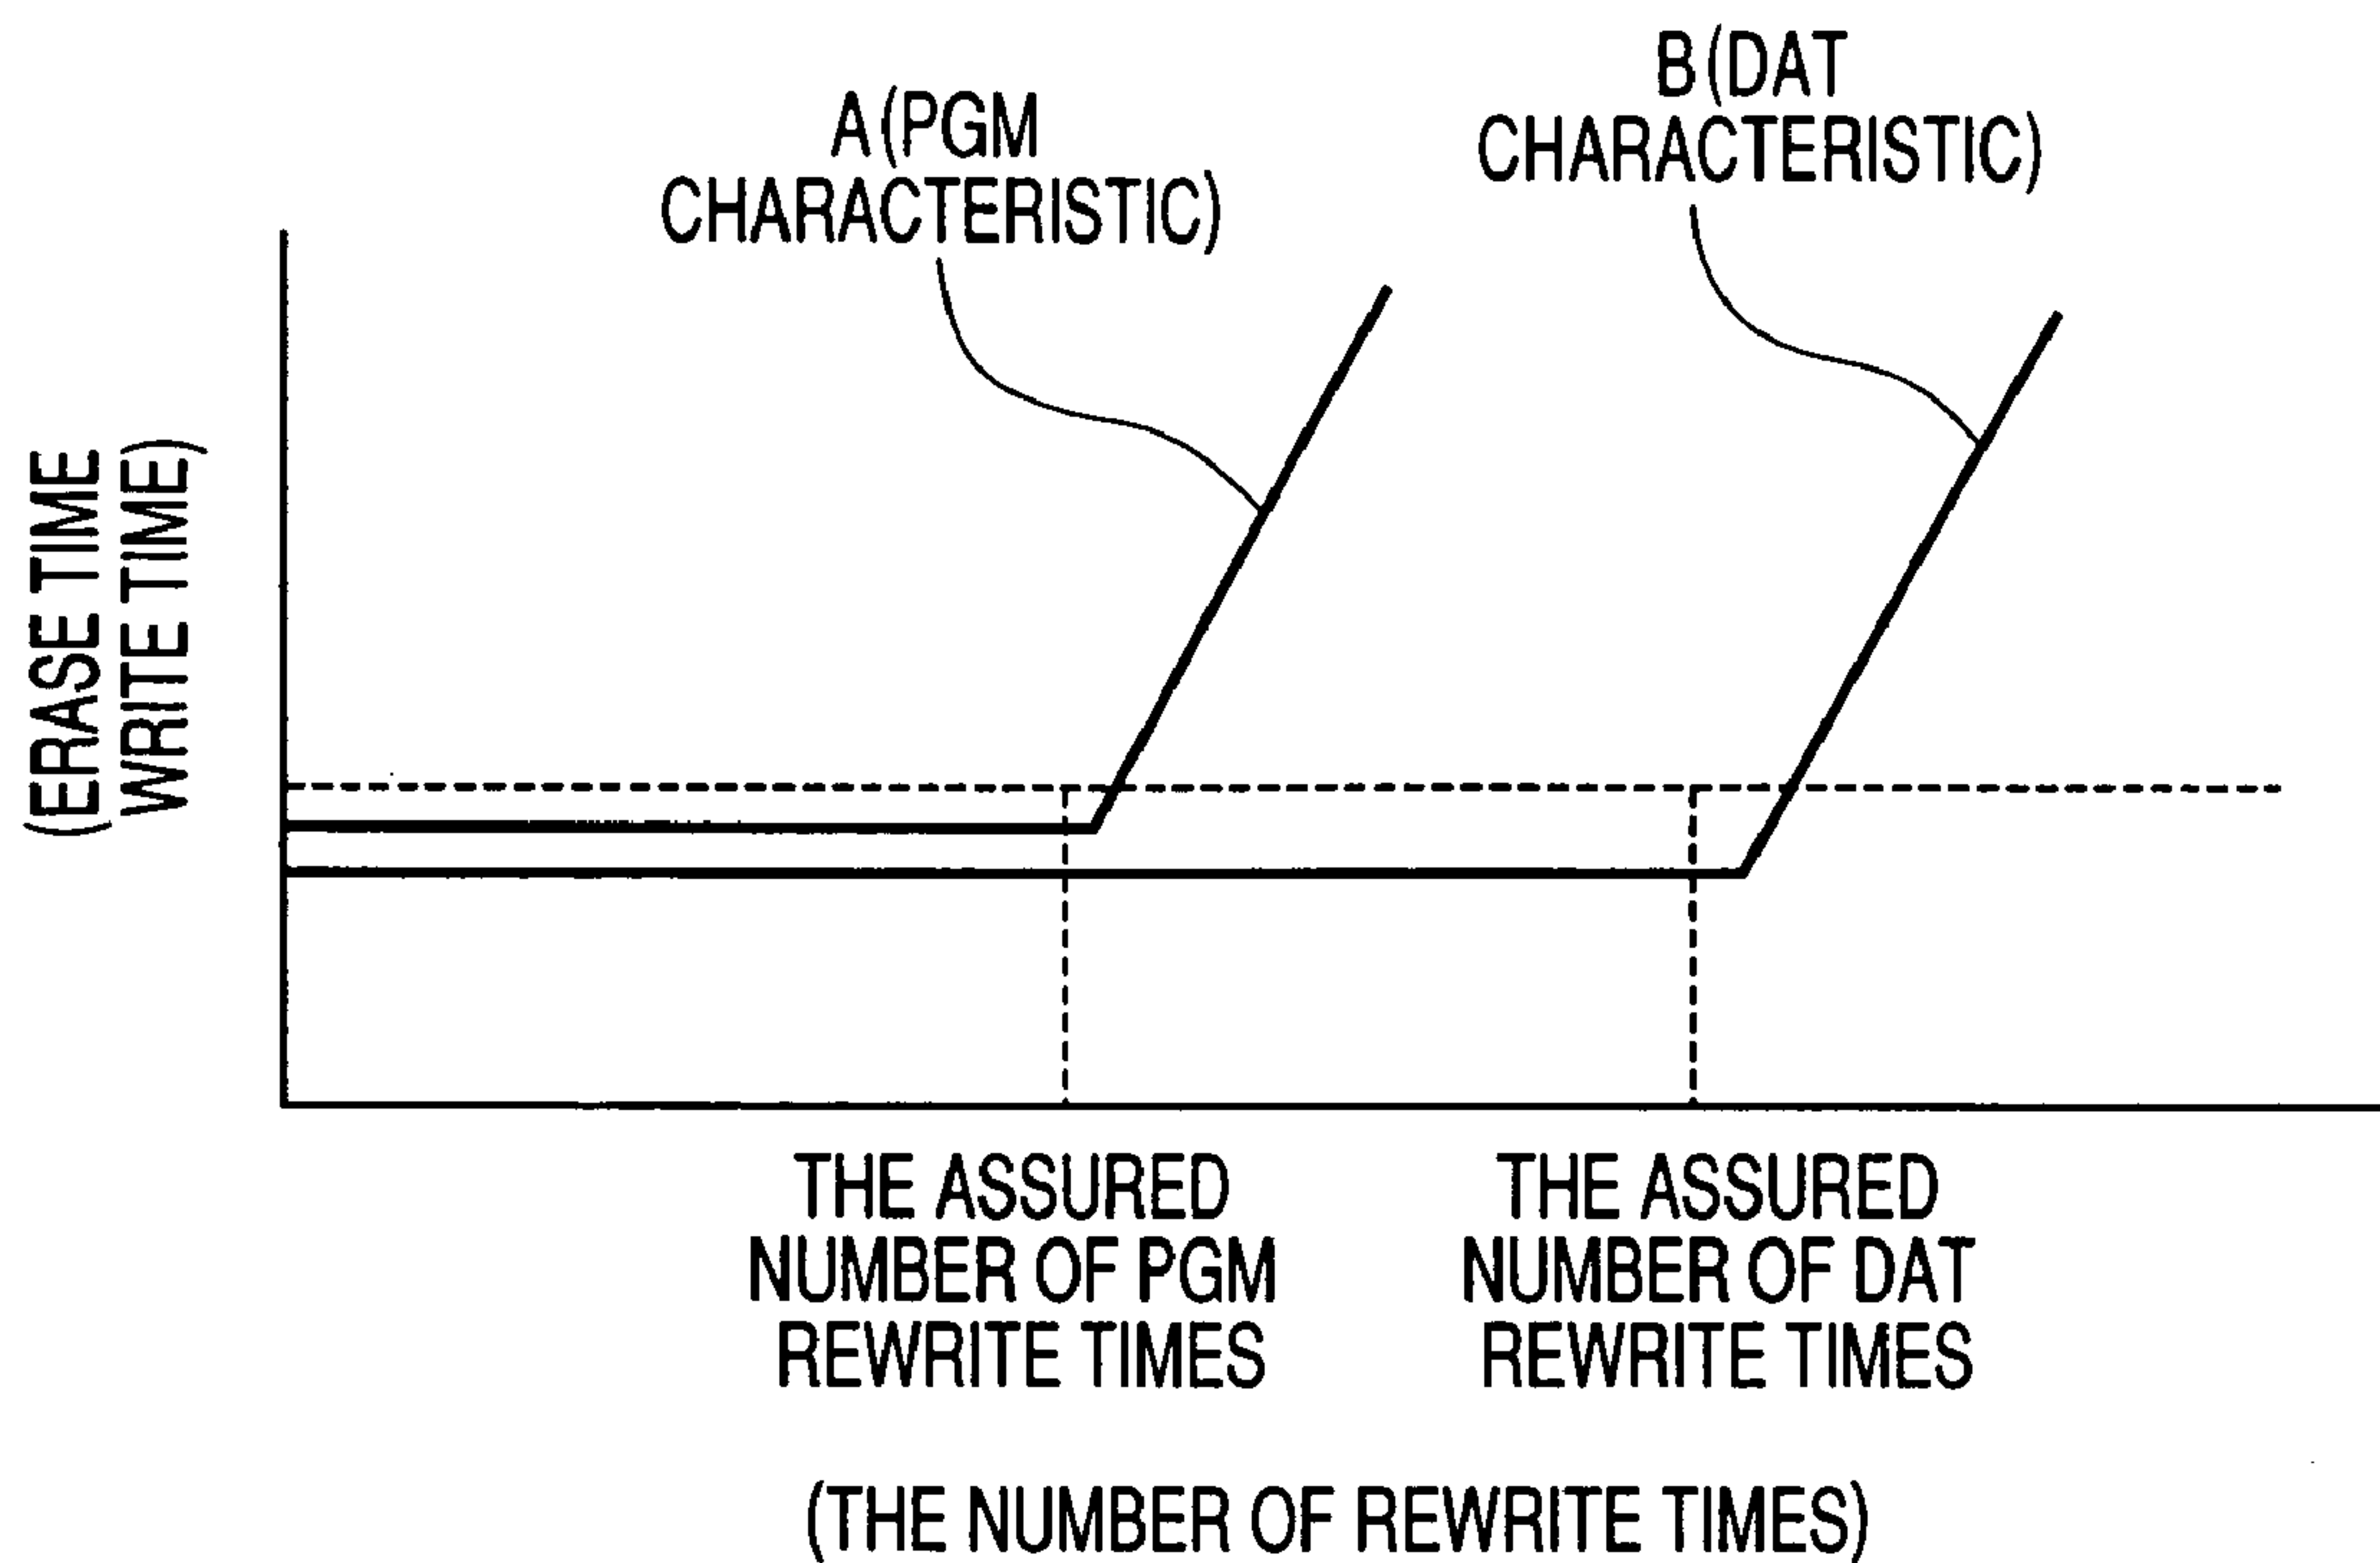 A(PGM
CHARACTERISTIC)
B(DAT
CHARACTERISTIC)
(ERASE TIME
WRITE TIME)
THE ASSURED
NUMBER OF PGM
REWRITE TIMES
THE ASSURED
NUMBER OF DAT
REWRITE TIMES
(THE NUMBER OF REWRITE TIMES)